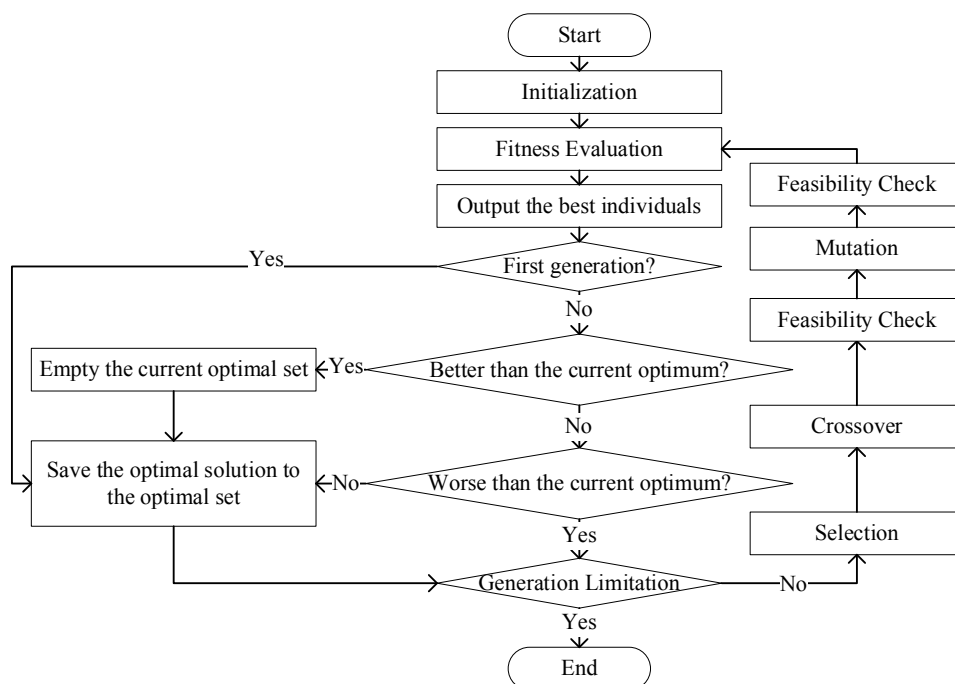 Start
Initialization
Fitness Evaluation
Feasibility Check
Output the best individuals
Mutation
Yes
First generation?
No
Feasibility Check
Empty the current optimal set
Yes
Better than the current optimum?
No
Crossover
Save the optimal solution to
the optimal set
No
Worse than the current optimum?
Yes
Selection
Generation Limitation
No
Yes
End